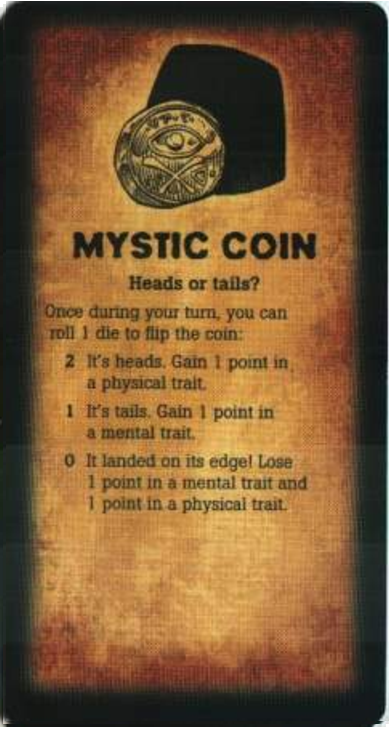 MYSTIC COIN
Heads or tails?
Once during your turn, you can
roll 1 die to flip the coin:
2 It's heads. Gain 1 point in
a physical trait.
1 It's tails. Gain 1 point in
a mental trait.
0 It landed on its edge! Lose
1 point in a mental trait and
1 point in a physical trait.